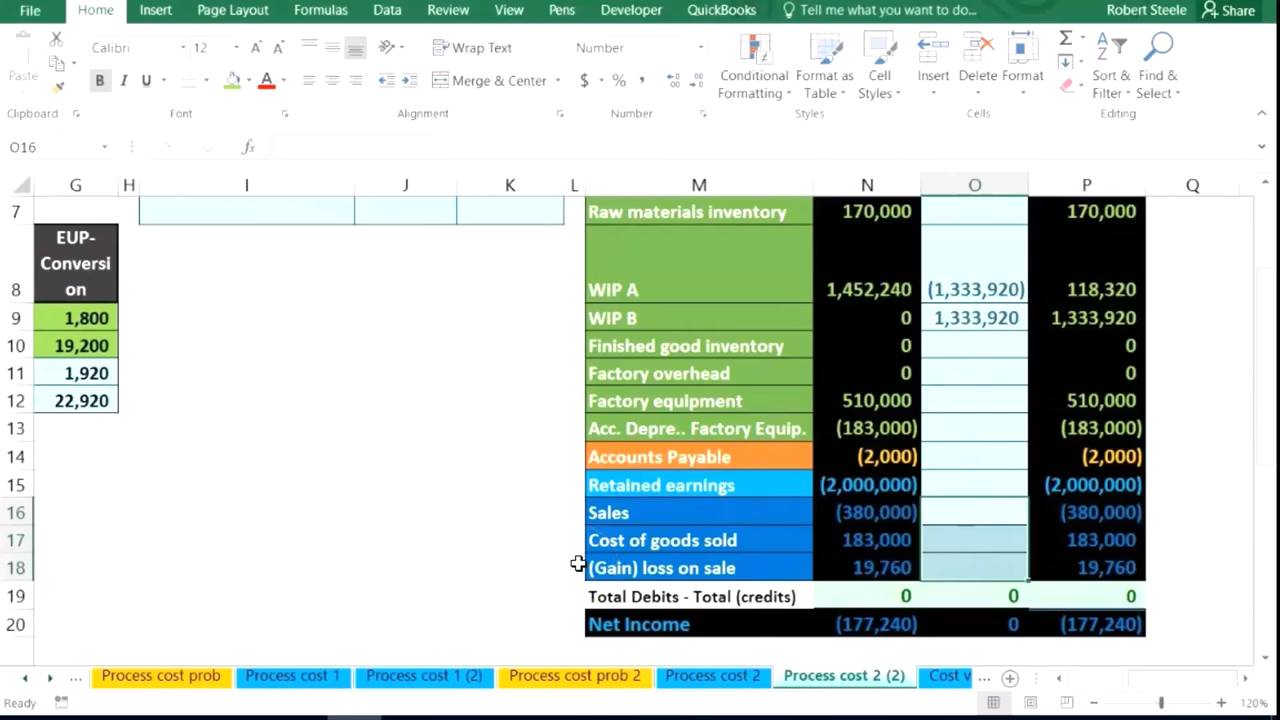 File Home Insert Page Layout Formulas Data Review View Pens Developer QuickBooks Tell me what you want to do... Robert Steele Share
Paste Calibri 12 A A Wrap Text Number
B I U A Merge & Center $ % , Conditional Formatting Format as Table Cell Styles Insert Delete Format Sort & Filter Find & Select
Clipboard Font Alignment Number Styles Cells Editing
O16 fx
G H I J K L M N O P Q
7 Raw materials inventory 170,000 170,000
8 EUP-Conversion WIP A 1,452,240 (1,333,920) 118,320
9 1,800 WIP B 0 1,333,920 1,333,920
10 19,200 Finished good inventory 0 0
11 1,920 Factory overhead 0 0
12 22,920 Factory equipment 510,000 510,000
13 Acc. Depre.. Factory Equip. (183,000) (183,000)
14 Accounts Payable (2,000) (2,000)
15 Retained earnings (2,000,000) (2,000,000)
16 Sales (380,000) (380,000)
17 Cost of goods sold 183,000 183,000
18 (Gain) loss on sale 19,760 19,760
19 Total Debits - Total (credits) 0 0 0
20 Net Income (177,240) 0 (177,240)
... Process cost prob Process cost 1 Process cost 1 (2) Process cost prob 2 Process cost 2 Process cost 2 (2) Cost v ...
Ready 120%